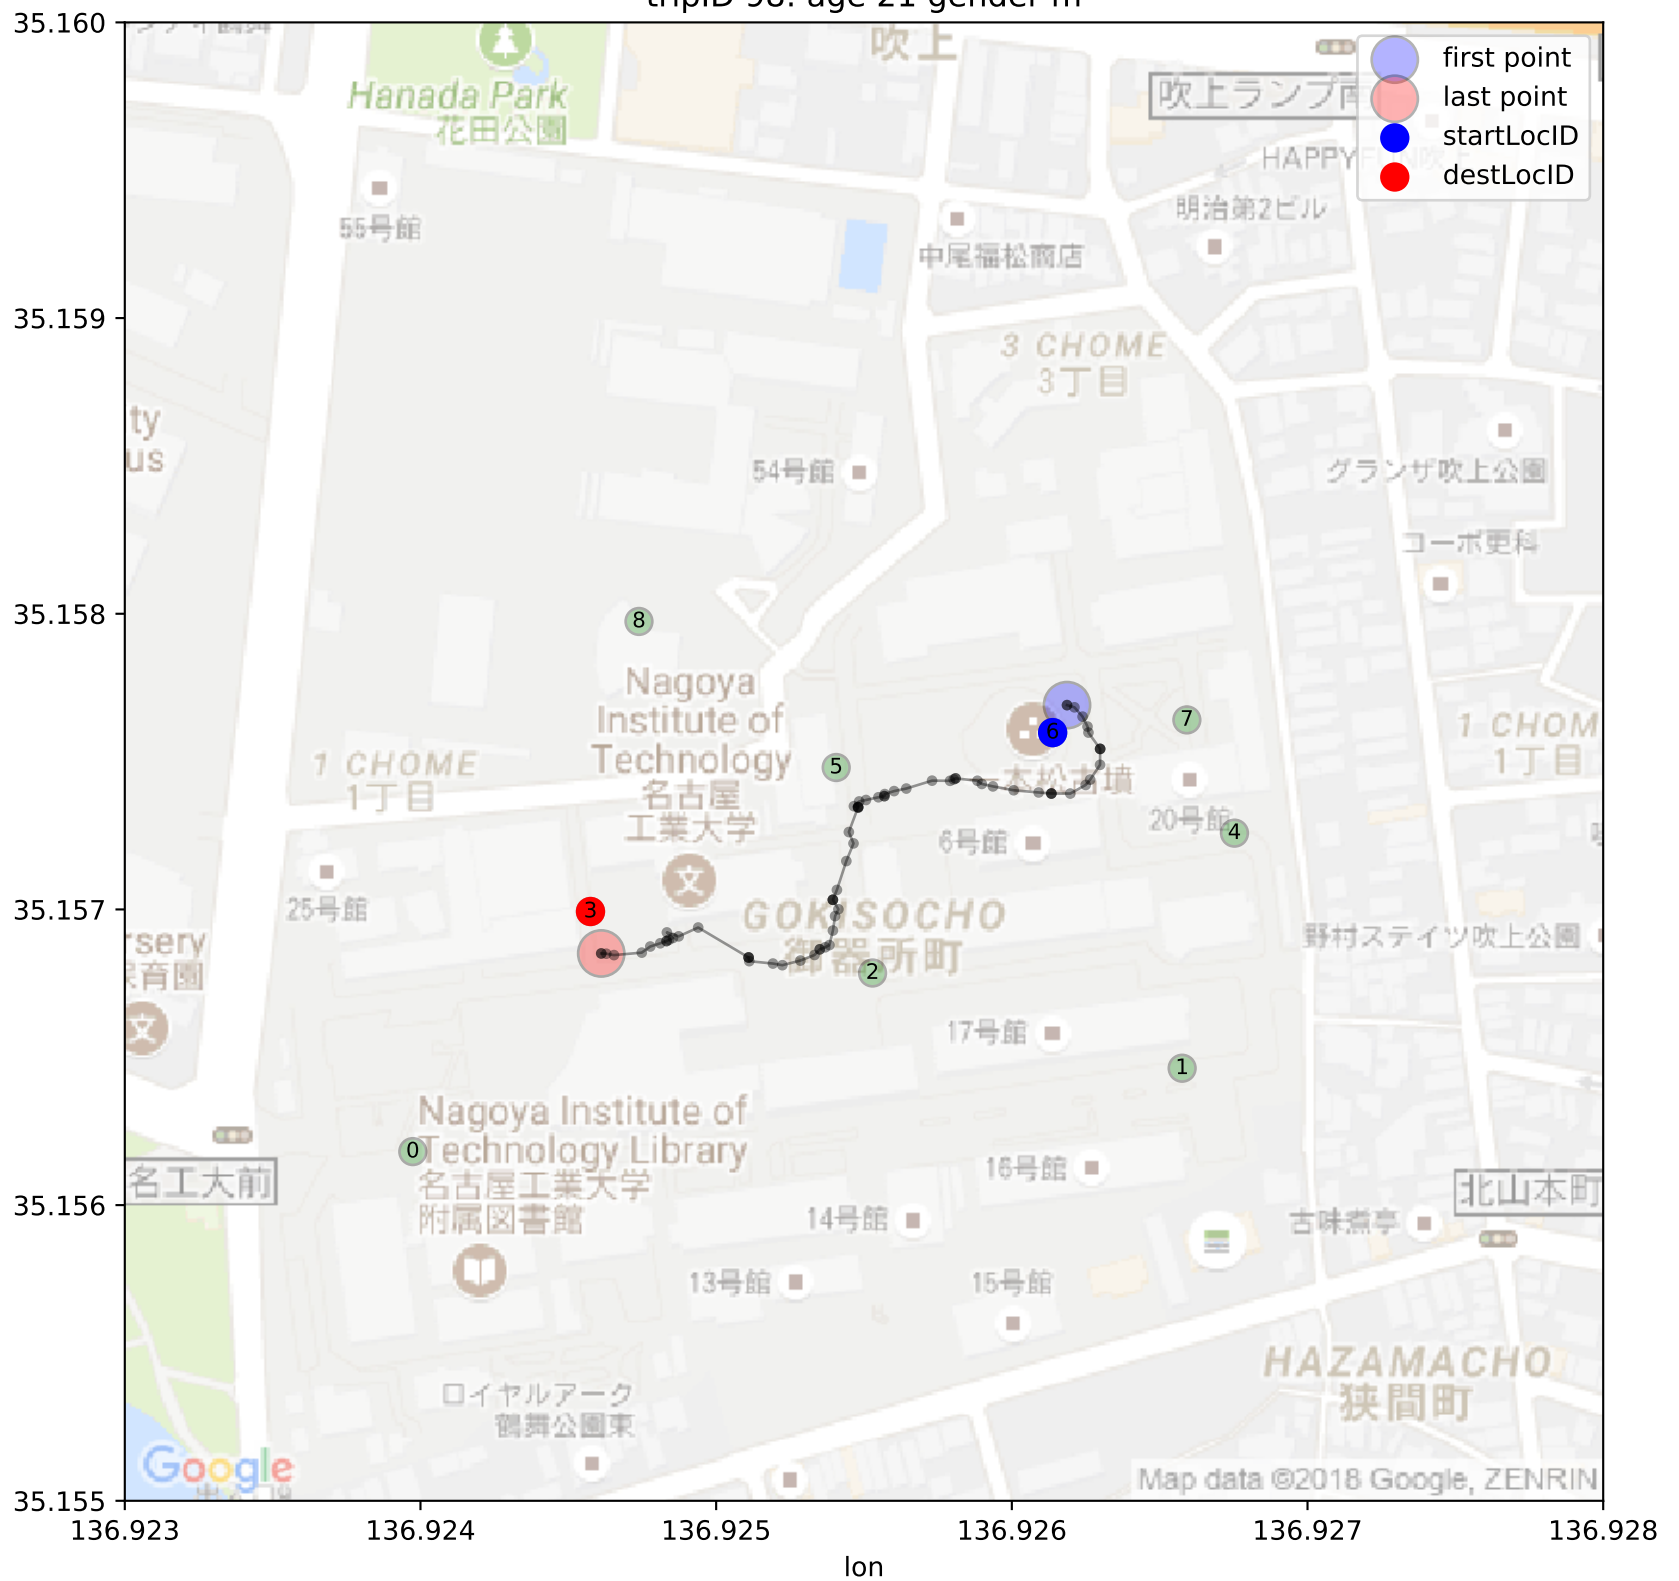 35.160
吹上
first point
last point
startLocID
destLocID
Hanada Park
花田公園
吹上ランプ南
明治第2ビル
55号館
中尾福松商店
35.159
3 CHOME
3丁目
ty
us
54号館
グランザ吹上公園
コーポ更科
35.158
8
Nagoya
Institute of
Technology
名古屋
工業大学
7
6
1 CHOM
1丁目
5
1 CHOME
1丁目
一本松古墳
20号館
4
6号館
25号館
3
35.157
GOKISOCHO
御器所町
rsery
保育園
野村ステイツ吹上公園
2
17号館
1
Nagoya Institute of
Technology Library
名古屋工業大学
附属図書館
0
16号館
名工大前
北山本町
35.156
14号館
古味煮亭
13号館
15号館
HAZAMACHO
狭間町
ロイヤルアーク
鶴舞公園東
Google
Map data ©2018 Google, ZENRIN
35.155
136.923
136.924
136.925
136.926
136.927
136.928
lon